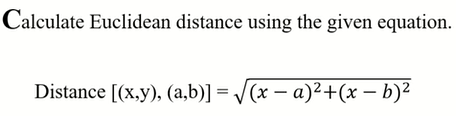 Calculate Euclidean distance using the given equation.
Distance [(x,y), (a,b)] = √(x − a)²+(x − b)²